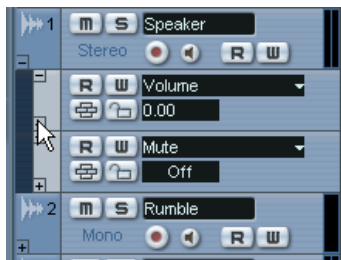 1 M S Speaker
Stereo R W
R W Volume
0.00
R W Mute
Off
2 M S Rumble
Mono R W